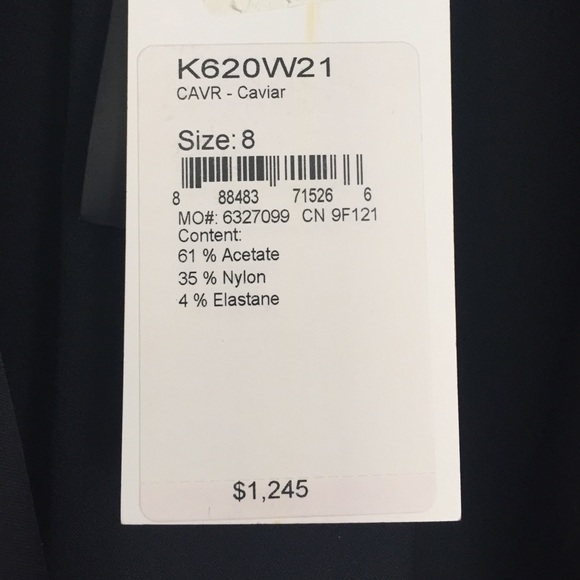 K620W21
CAVR - Caviar
Size: 8
8 88483 71526 6
MO#: 6327099 CN 9F121
Content:
61 % Acetate
35 % Nylon
4 % Elastane
$1,245